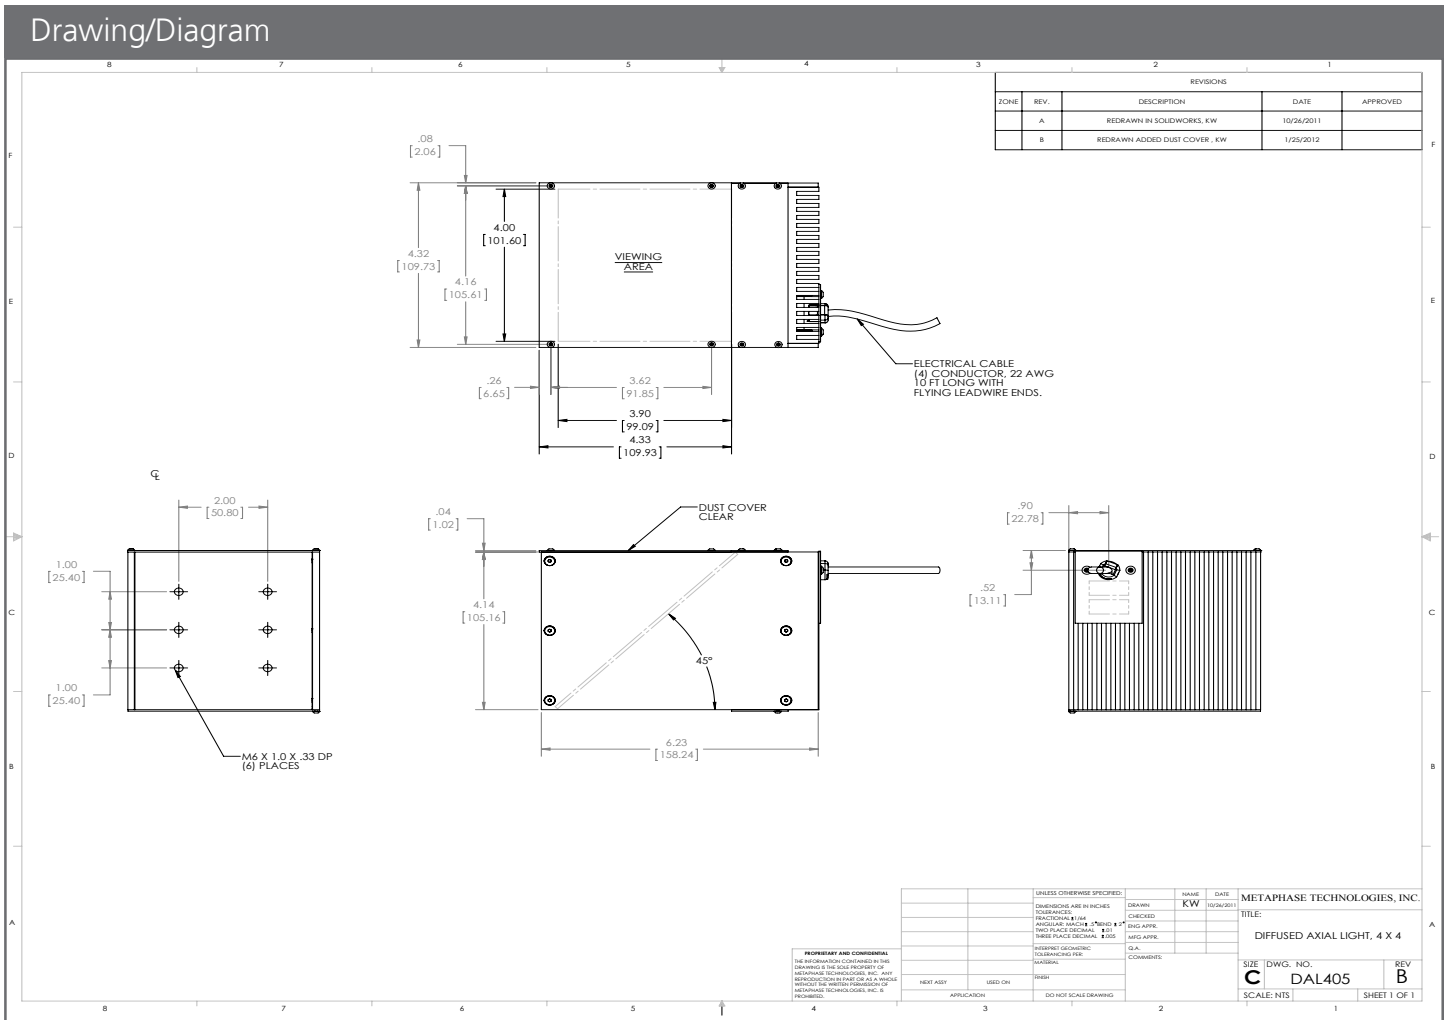 Drawing/Diagram
8 7 6 5 4 3 2 1
REVISIONS
ZONE REV. DESCRIPTION DATE APPROVED
A REDRAWN IN SOLIDWORKS, KW 10/26/2011
B REDRAWN ADDED DUST COVER , KW 1/25/2012
F F
.08
[2.06]
4.00
[101.60]
4.32
[109.73]
4.16
[105.61]
VIEWING
AREA
E E
ELECTRICAL CABLE
(4) CONDUCTOR, 22 AWG
10 FT LONG WITH
FLYING LEADWIRE ENDS.
.26
[6.65]
3.62
[91.85]
3.90
[99.09]
4.33
[109.93]
D D
℄
2.00
[50.80]
1.00
[25.40]
1.00
[25.40]
M6 X 1.0 X .33 DP
(6) PLACES
.04
[1.02]
DUST COVER
CLEAR
4.14
[105.16]
45°
6.23
[158.24]
.90
[22.78]
.52
[13.11]
C C
B B
A A
PROPRIETARY AND CONFIDENTIAL
THE INFORMATION CONTAINED IN THIS
DRAWING IS THE SOLE PROPERTY OF
METAPHASE TECHNOLOGIES, INC. ANY
REPRODUCTION IN PART OR AS A WHOLE
WITHOUT THE WRITTEN PERMISSION OF
METAPHASE TECHNOLOGIES, INC. IS
PROHIBITED.
NEXT ASSY USED ON
APPLICATION
UNLESS OTHERWISE SPECIFIED:
DIMENSIONS ARE IN INCHES
TOLERANCES:
FRACTIONAL ±1/64
ANGULAR: MACH± .5° BEND ± 2°
TWO PLACE DECIMAL ±.01
THREE PLACE DECIMAL ±.005
INTERPRET GEOMETRIC
TOLERANCING PER:
MATERIAL
FINISH
DO NOT SCALE DRAWING
NAME DATE
DRAWN KW 10/26/2011
CHECKED
ENG APPR.
MFG APPR.
Q.A.
COMMENTS:
METAPHASE TECHNOLOGIES, INC.
TITLE:
DIFFUSED AXIAL LIGHT, 4 X 4
SIZE DWG. NO. REV
C DAL405 B
SCALE: NTS SHEET 1 OF 1
8 7 6 5 4 3 2 1